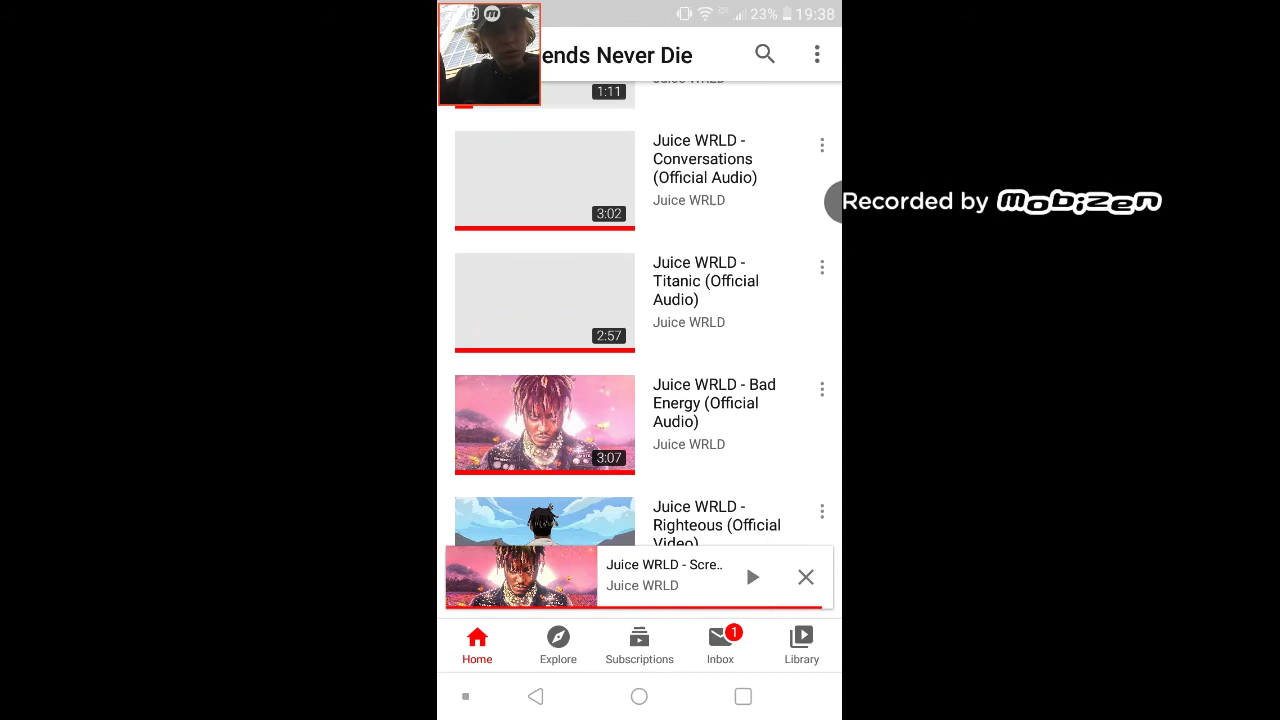 23% 19:38
ends Never Die
1:11
Juice WRLD
Juice WRLD -
Conversations
(Official Audio)
Juice WRLD
3:02
Juice WRLD -
Titanic (Official
Audio)
Juice WRLD
2:57
Juice WRLD - Bad
Energy (Official
Audio)
Juice WRLD
3:07
Juice WRLD -
Righteous (Official
Video)
Juice WRLD - Scre..
Juice WRLD
Home
Explore
Subscriptions
1
Inbox
Library
Recorded by mobizen